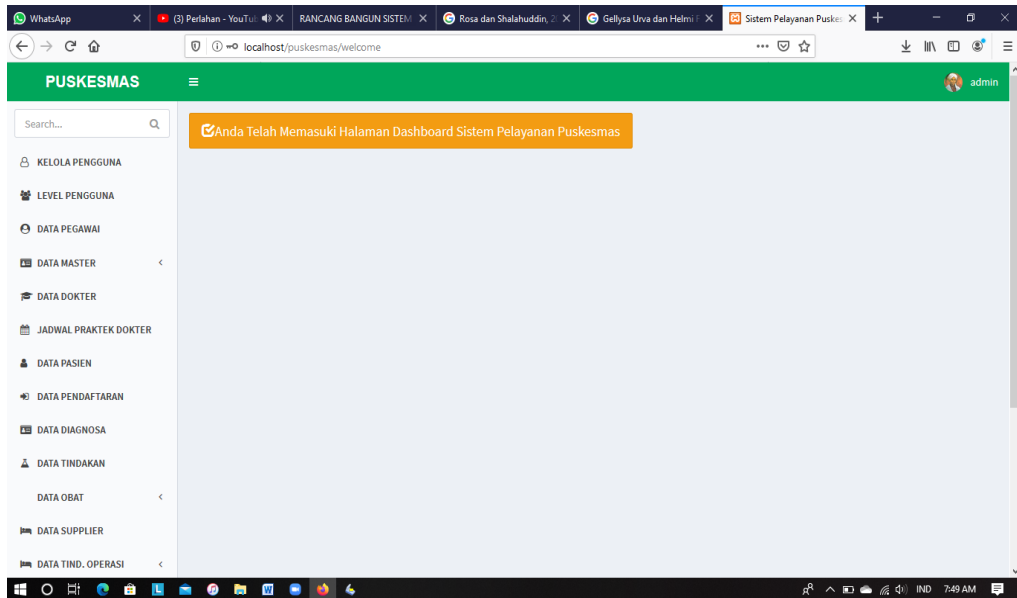 WhatsApp
(3) Perlahan - YouTub
RANCANG BANGUN SISTEM
Rosa dan Shalahuddin, 2
Gellysa Urva dan Helmi F
Sistem Pelayanan Puskes
localhost/puskesmas/welcome
PUSKESMAS
admin
Search...
Anda Telah Memasuki Halaman Dashboard Sistem Pelayanan Puskesmas
KELOLA PENGGUNA
LEVEL PENGGUNA
DATA PEGAWAI
DATA MASTER
DATA DOKTER
JADWAL PRAKTEK DOKTER
DATA PASIEN
DATA PENDAFTARAN
DATA DIAGNOSA
DATA TINDAKAN
DATA OBAT
DATA SUPPLIER
DATA TIND. OPERASI
IND 7:49 AM